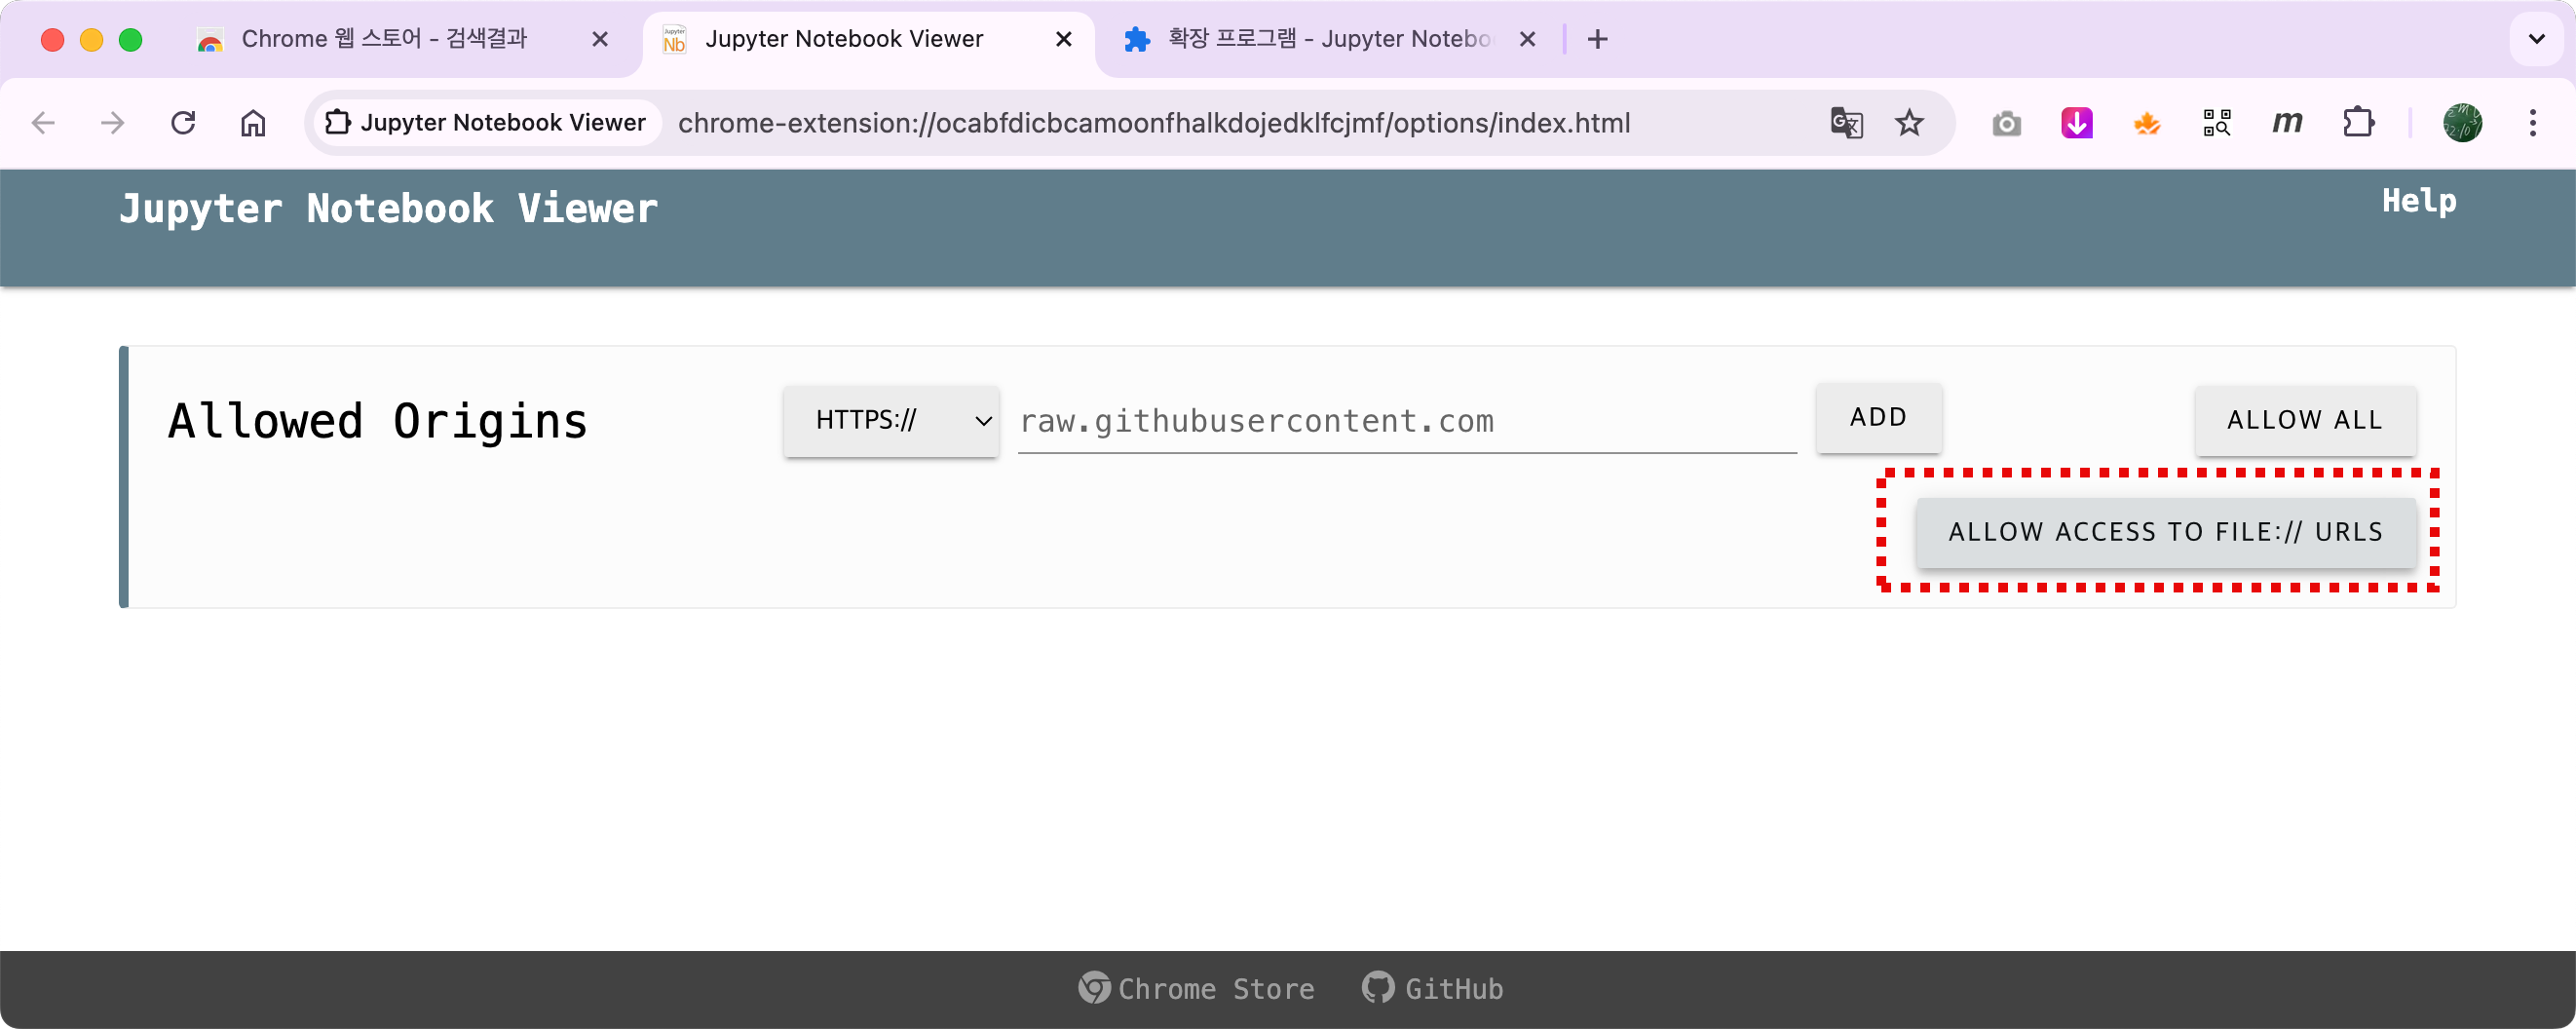 Chrome 웹 스토어 - 검색결과
Jupyter Notebook Viewer
확장 프로그램 - Jupyter Notebo
Jupyter Notebook Viewer
chrome-extension://ocabfdicbcamoonfhalkdojedklfcjmf/options/index.html
Jupyter Notebook Viewer
Help
Allowed Origins
HTTPS://
raw.githubusercontent.com
ADD
ALLOW ALL
ALLOW ACCESS TO FILE:// URLS
Chrome Store
GitHub